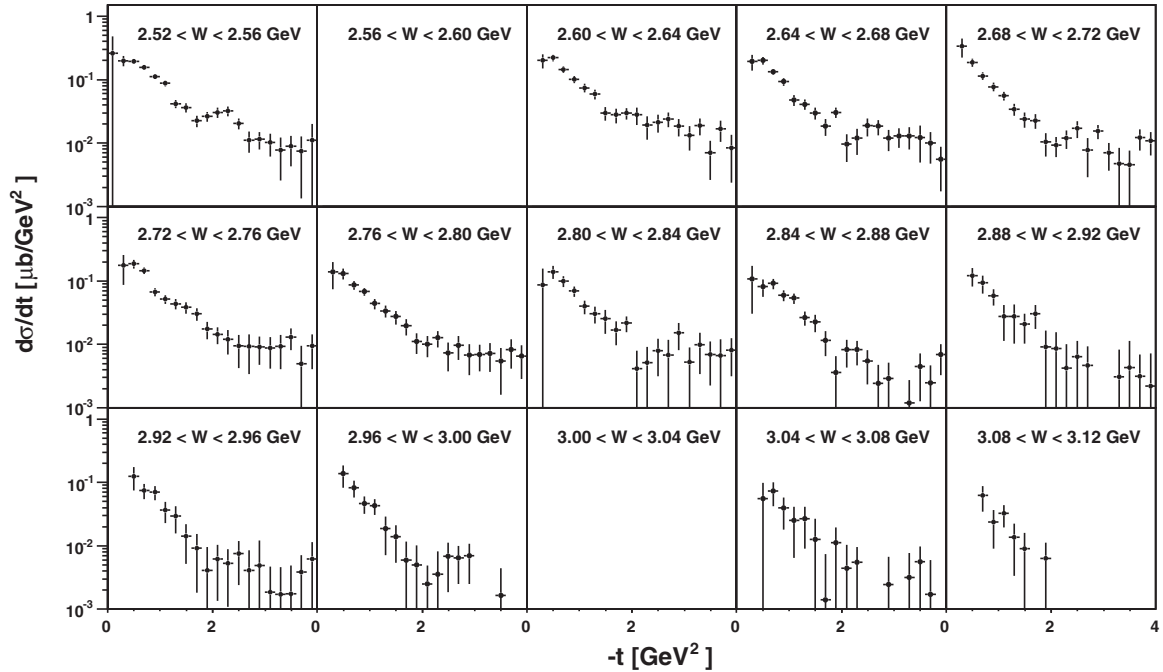 1
10⁻¹
10⁻²
10⁻³
2.52 < W < 2.56 GeV
2.56 < W < 2.60 GeV
2.60 < W < 2.64 GeV
2.64 < W < 2.68 GeV
2.68 < W < 2.72 GeV
dσ/dt [μb/GeV²]
1
10⁻¹
10⁻²
10⁻³
2.72 < W < 2.76 GeV
2.76 < W < 2.80 GeV
2.80 < W < 2.84 GeV
2.84 < W < 2.88 GeV
2.88 < W < 2.92 GeV
1
10⁻¹
10⁻²
10⁻³
2.92 < W < 2.96 GeV
2.96 < W < 3.00 GeV
3.00 < W < 3.04 GeV
3.04 < W < 3.08 GeV
3.08 < W < 3.12 GeV
0 2 0 2 0 2 0 2 0 2 4
-t [GeV²]